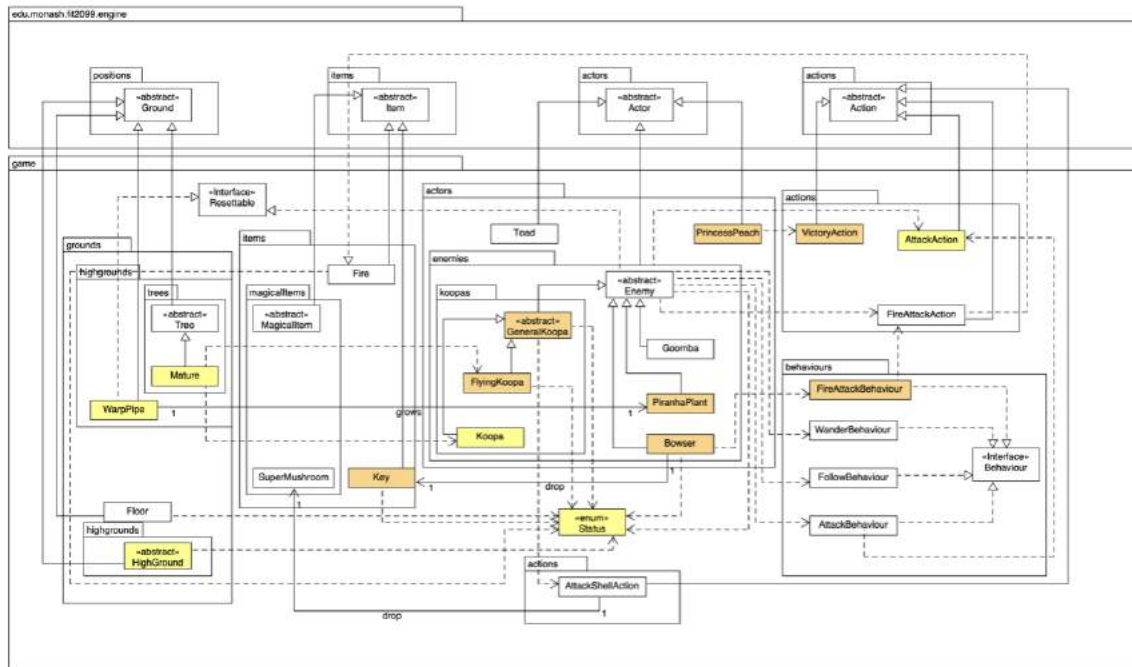 edu.monash.fit2099.engine
positions
«abstract»
Ground
items
«abstract»
Item
actors
«abstract»
Actor
actions
«abstract»
Action
game
«Interface»
Resettable
actors
Toad
PrincessPeach
actions
VictoryAction
AttackAction
FireAttackAction
grounds
highgrounds
trees
«abstract»
Tree
Mature
WarpPipe
1
grows
1
items
magicalItems
«abstract»
MagicalItem
Fire
SuperMushroom
1
Key
1
enemies
«abstract»
Enemy
koopas
«abstract»
GeneralKoopa
FlyingKoopa
Koopa
Goomba
PiranhaPlant
Bowser
1
drop
behaviours
FireAttackBehaviour
WanderBehaviour
«Interface»
Behaviour
FollowBehaviour
AttackBehaviour
Floor
highgrounds
«abstract»
HighGround
«enum»
Status
actions
AttackShellAction
1
drop